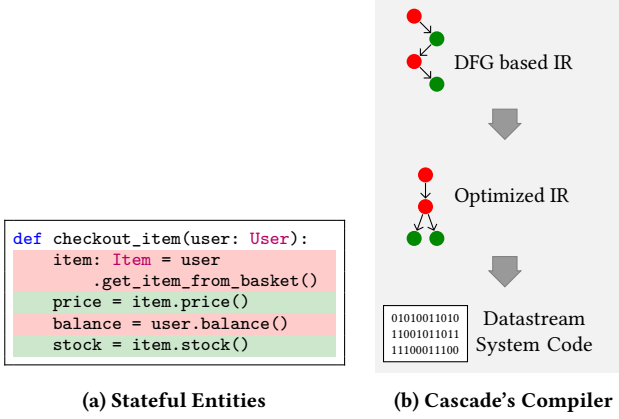 def checkout_item(user: User):
    item: Item = user
        .get_item_from_basket()
    price = item.price()
    balance = user.balance()
    stock = item.stock()
(a) Stateful Entities
DFG based IR
Optimized IR
01010011010
11001011011
11100011100
Datastream
System Code
(b) Cascade's Compiler